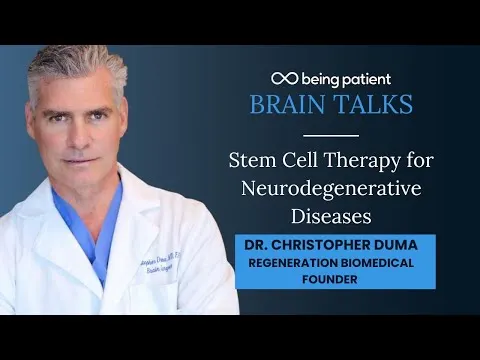 being patient
BRAIN TALKS
Stem Cell Therapy for
Neurodegenerative
Diseases
DR. CHRISTOPHER DUMA
REGENERATION BIOMEDICAL
FOUNDER